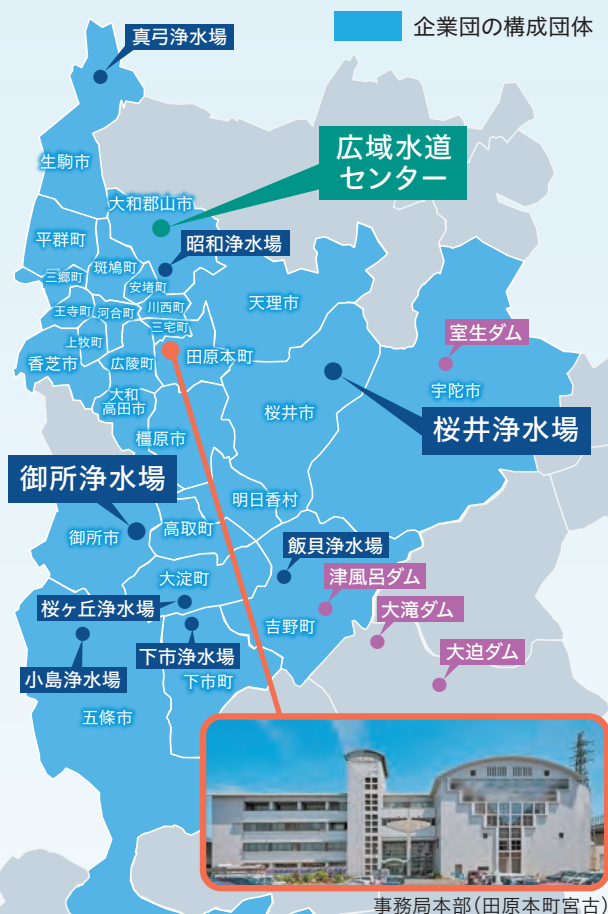 真弓浄水場
企業団の構成団体
広域水道
センター
生駒市
大和郡山市
平群町
昭和浄水場
斑鳩町
三郷町
安堵町
天理市
王寺町
河合町
川西町
三宅町
室生ダム
上牧町
香芝市
広陵町
田原本町
宇陀市
大和
高田市
桜井市
桜井浄水場
橿原市
御所浄水場
明日香村
高取町
御所市
飯貝浄水場
大淀町
津風呂ダム
桜ヶ丘浄水場
大滝ダム
吉野町
大迫ダム
下市浄水場
小島浄水場
下市町
五條市
事務局本部(田原本町宮古)